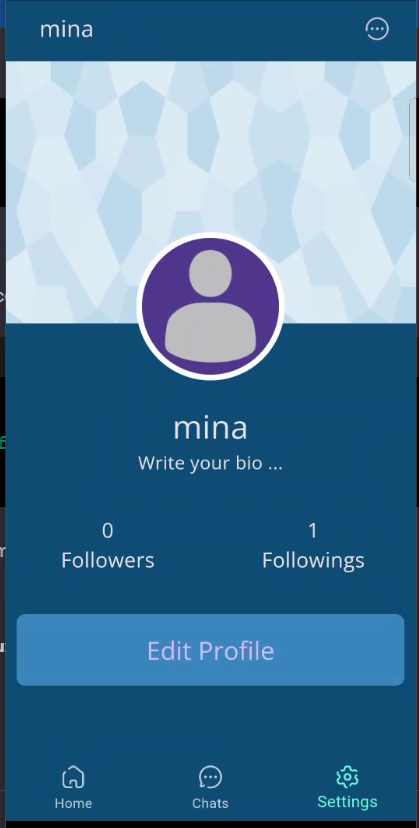 mina
mina
Write your bio ...
0
Followers
1
Followings
Edit Profile
Home
Chats
Settings